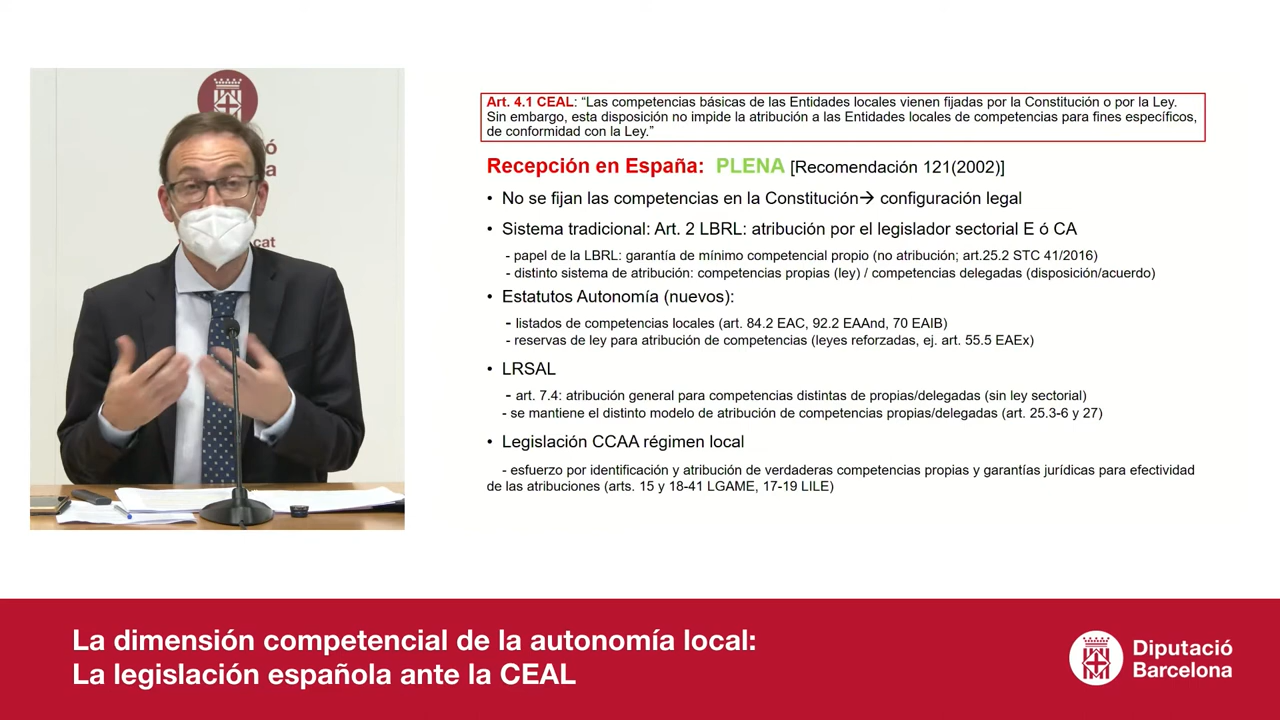 ó
a
cat
Art. 4.1 CEAL: “Las competencias básicas de las Entidades locales vienen fijadas por la Constitución o por la Ley.
Sin embargo, esta disposición no impide la atribución a las Entidades locales de competencias para fines específicos,
de conformidad con la Ley.”
Recepción en España: PLENA [Recomendación 121(2002)]
• No se fijan las competencias en la Constitución→ configuración legal
• Sistema tradicional: Art. 2 LBRL: atribución por el legislador sectorial E ó CA
- papel de la LBRL: garantía de mínimo competencial propio (no atribución; art.25.2 STC 41/2016)
- distinto sistema de atribución: competencias propias (ley) / competencias delegadas (disposición/acuerdo)
• Estatutos Autonomía (nuevos):
- listados de competencias locales (art. 84.2 EAC, 92.2 EAAnd, 70 EAIB)
- reservas de ley para atribución de competencias (leyes reforzadas, ej. art. 55.5 EAEx)
• LRSAL
- art. 7.4: atribución general para competencias distintas de propias/delegadas (sin ley sectorial)
- se mantiene el distinto modelo de atribución de competencias propias/delegadas (art. 25.3-6 y 27)
• Legislación CCAA régimen local
- esfuerzo por identificación y atribución de verdaderas competencias propias y garantías jurídicas para efectividad
de las atribuciones (arts. 15 y 18-41 LGAME, 17-19 LILE)
La dimensión competencial de la autonomía local:
La legislación española ante la CEAL
Diputació
Barcelona